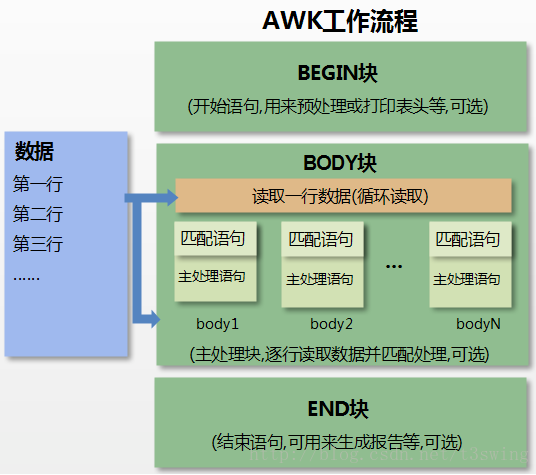 AWK工作流程
BEGIN块
(开始语句,用来预处理或打印表头等,可选)
数据
第一行
第二行
第三行
......
BODY块
读取一行数据(循环读取)
匹配语句
主处理语句
body1
匹配语句
主处理语句
body2
...
匹配语句
主处理语句
bodyN
(主处理块,逐行读取数据并匹配处理,可选)
END块
(结束语句,可用来生成报告等,可选)
http://blog.csdn.net/t3swing